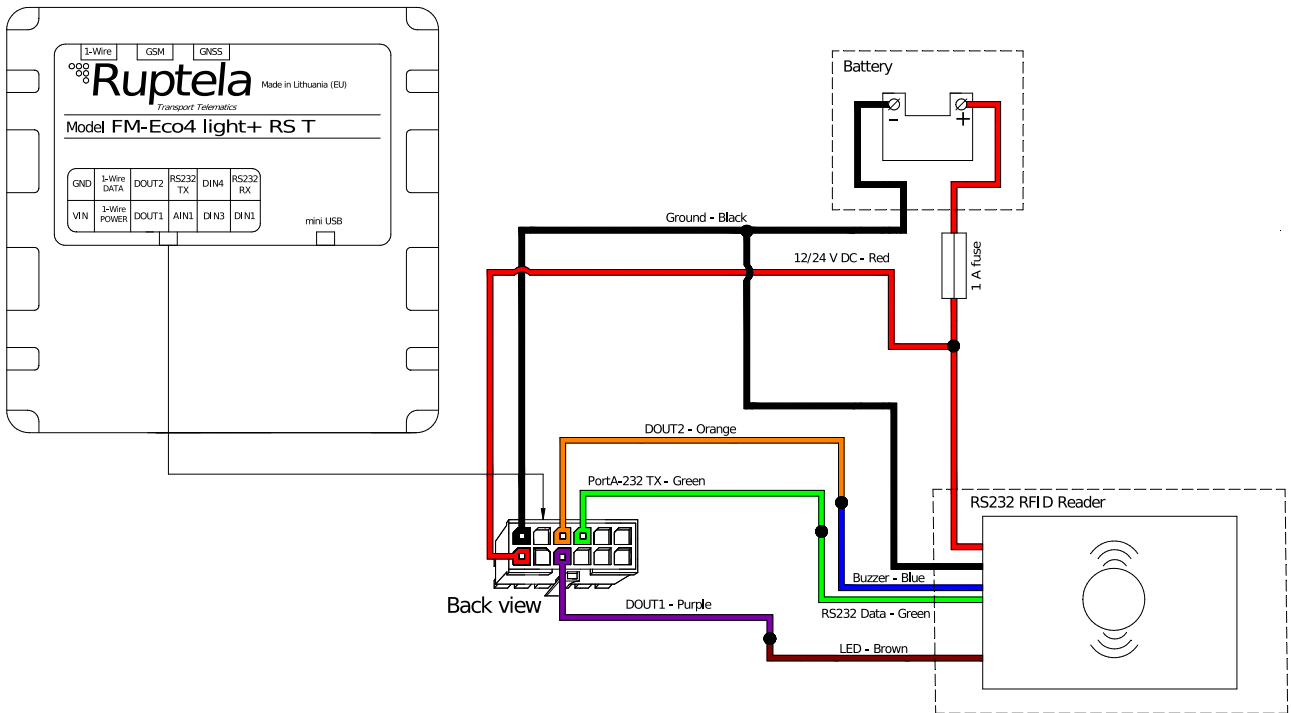 1-Wire GSM GNSS
Ruptela Made in Lithuania (EU)
Transport Telematics
Model FM-Eco4 light+ RS T
GND 1-Wire DATA DOUT2 RS232 TX DIN4 RS232 RX
VIN 1-Wire POWER DOUT1 AIN1 DIN3 DIN1
mini USB
Battery
- +
Ground - Black
12/24 V DC - Red
1 A fuse
DOUT2 - Orange
PortA-232 TX - Green
RS232 RFID Reader
Back view
Buzzer - Blue
DOUT1 - Purple
RS232 Data - Green
LED - Brown